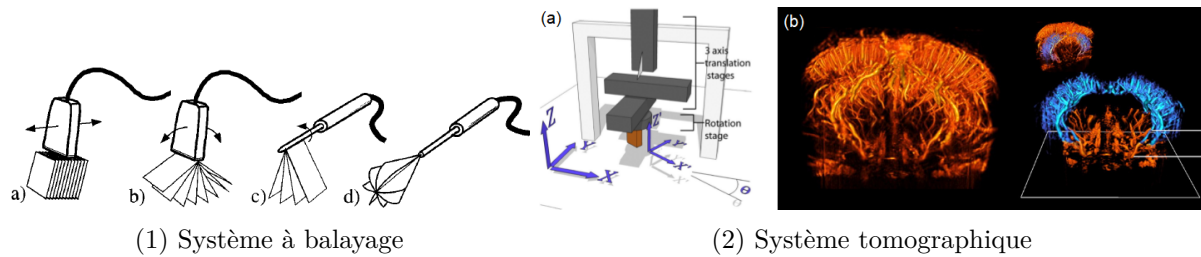 a)
b)
c)
d)
(1) Système à balayage
(a)
3 axis
translation
stages
Rotation
stage
Z
Y
X
Z'
Y'
X'
Θ
(b)
(2) Système tomographique